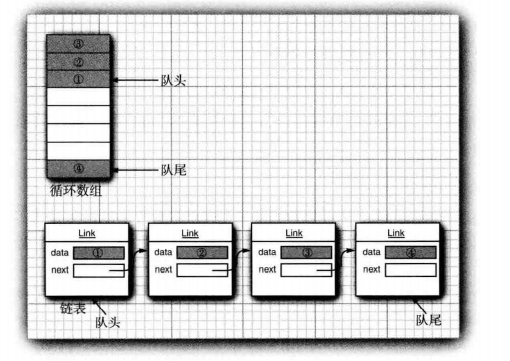 ③
②
①
队头
④
队尾
循环数组
Link Link Link Link
data ① data ② data ③ data ④
next next next next
链表
队头
队尾